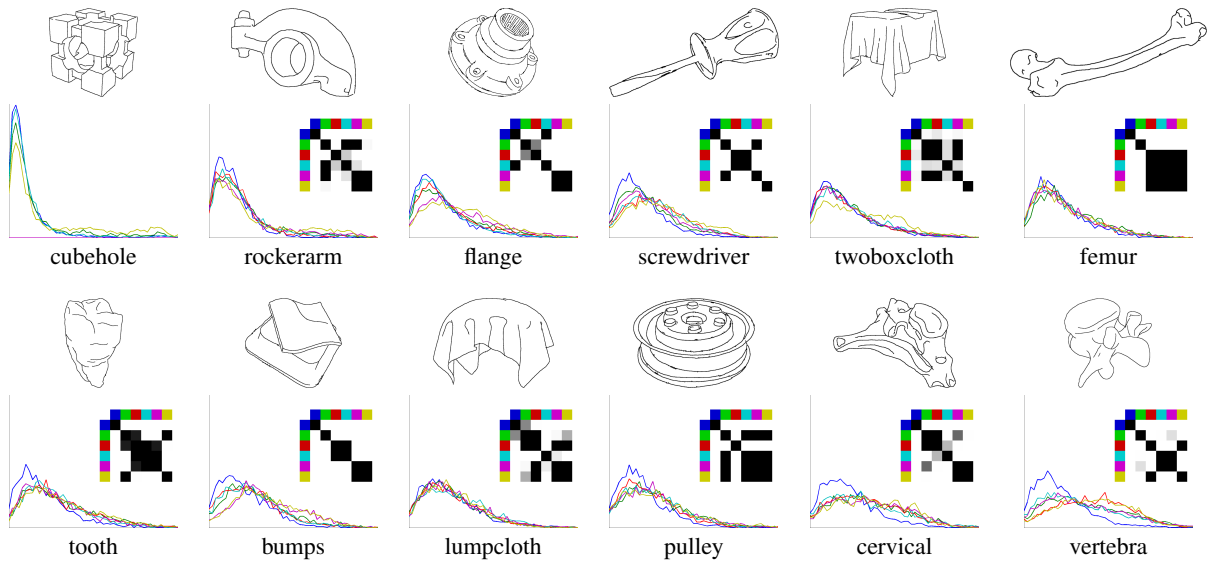 cubehole rockerarm flange screwdriver twoboxcloth femur
tooth bumps lumpcloth pulley cervical vertebra